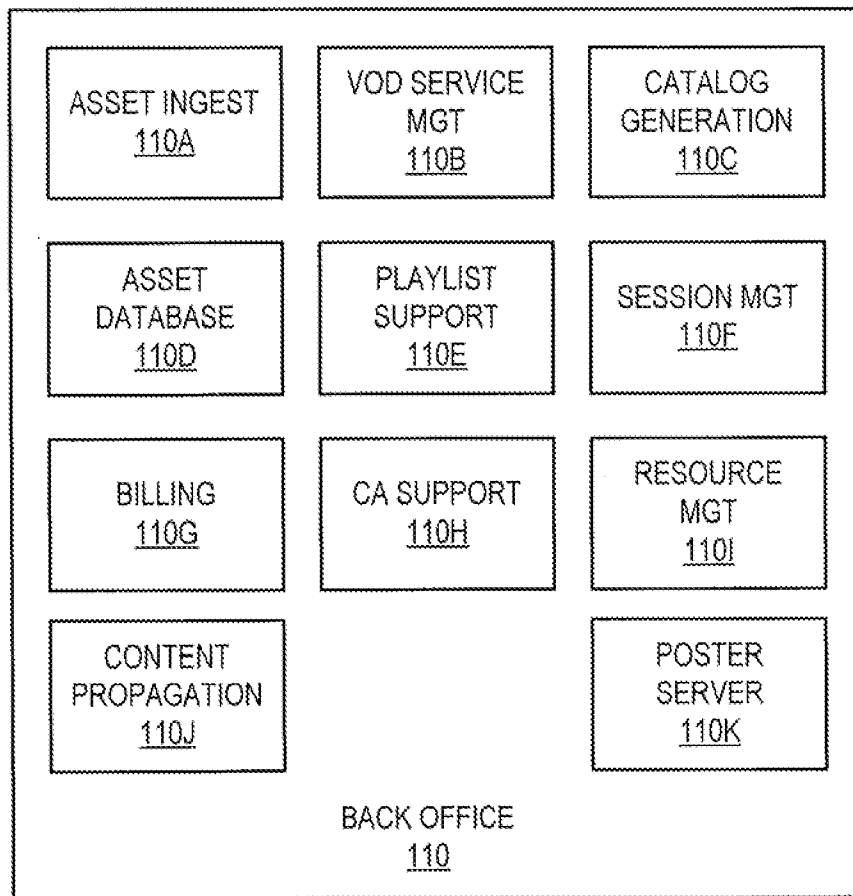 ASSET INGEST
110A
VOD SERVICE
MGT
110B
CATALOG
GENERATION
110C
ASSET
DATABASE
110D
PLAYLIST
SUPPORT
110E
SESSION MGT
110F
BILLING
110G
CA SUPPORT
110H
RESOURCE
MGT
110I
CONTENT
PROPAGATION
110J
POSTER
SERVER
110K
BACK OFFICE
110